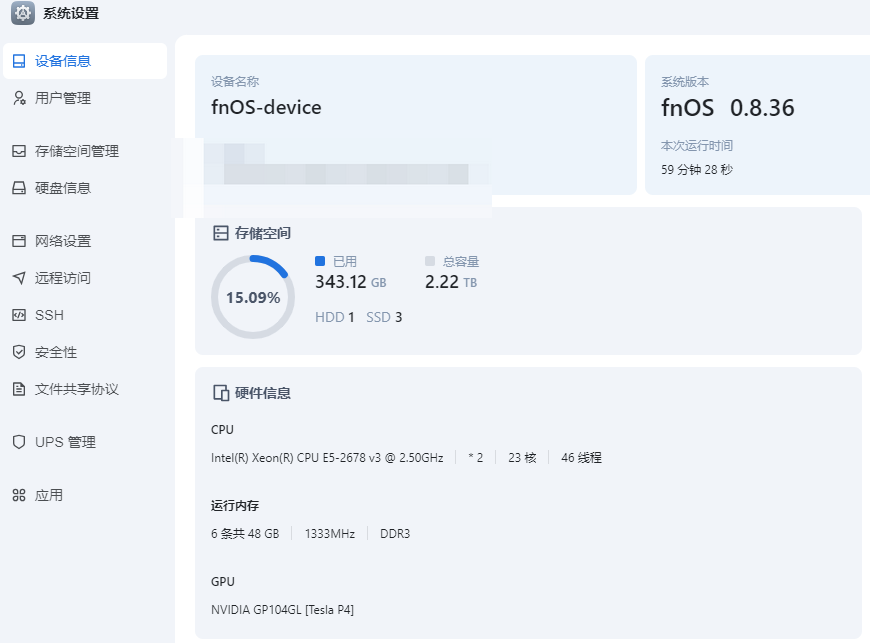 系统设置
设备信息
用户管理
存储空间管理
硬盘信息
网络设置
远程访问
SSH
安全性
文件共享协议
UPS 管理
应用
设备名称
fnOS-device
系统版本
fnOS 0.8.36
本次运行时间
59 分钟 28 秒
存储空间
15.09%
已用
343.12 GB
总容量
2.22 TB
HDD 1 SSD 3
硬件信息
CPU
Intel(R) Xeon(R) CPU E5-2678 v3 @ 2.50GHz * 2 23 核 46 线程
运行内存
6 条共 48 GB 1333MHz DDR3
GPU
NVIDIA GP104GL [Tesla P4]